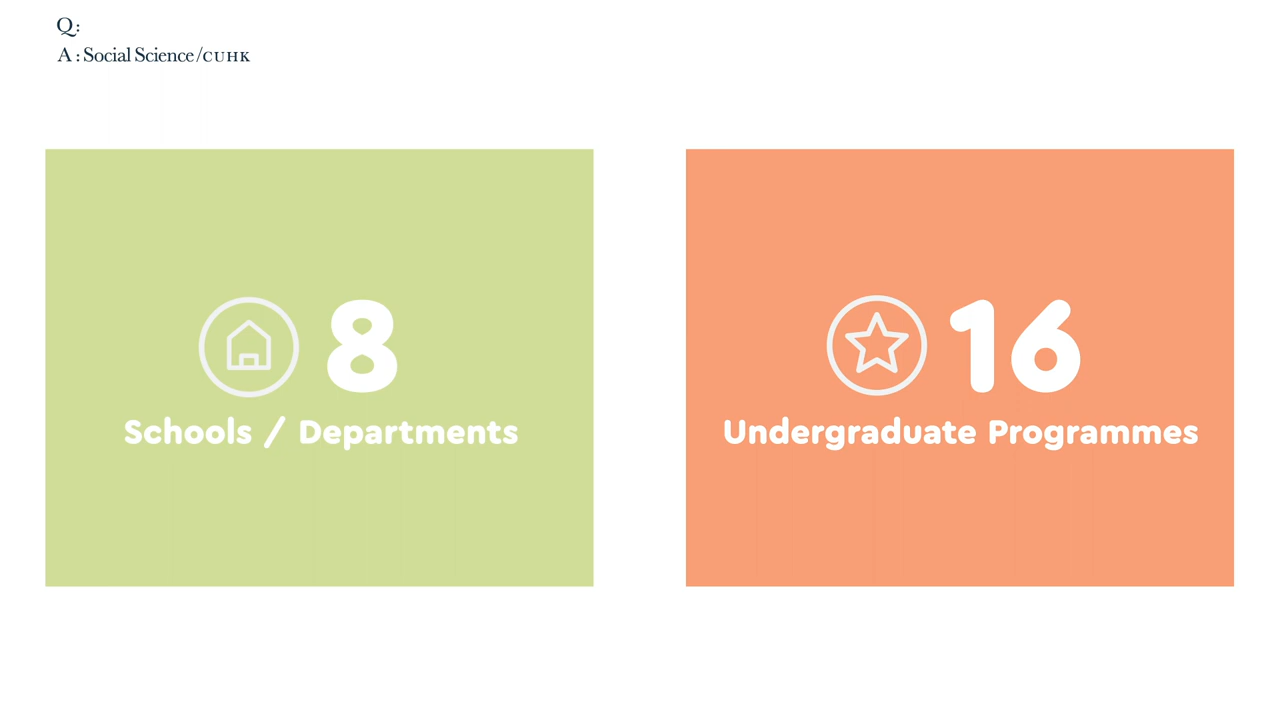 Q:
A : Social Science /CUHK
8
Schools / Departments
16
Undergraduate Programmes